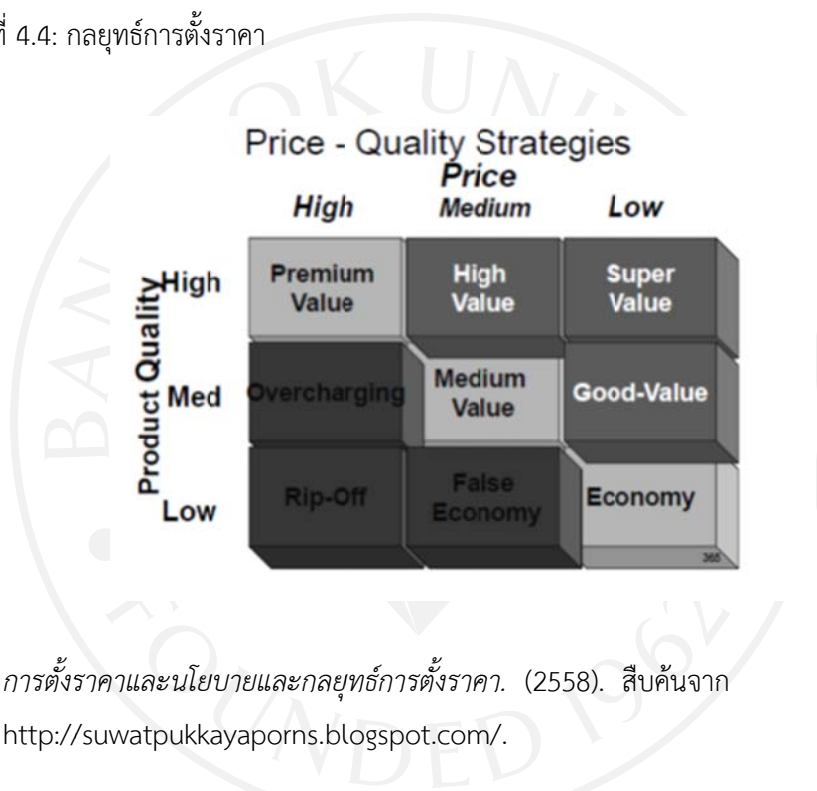 ที่ 4.4: กลยุทธ์การตั้งราคา
Price - Quality Strategies
Price
High Medium Low
Product Quality
High Premium Value High Value Super Value
Med Overcharging Medium Value Good-Value
Low Rip-Off False Economy Economy
365
การตั้งราคาและนโยบายและกลยุทธ์การตั้งราคา. (2558). สืบค้นจาก
http://suwatpukkayaporns.blogspot.com/.
FOUNDED 1962